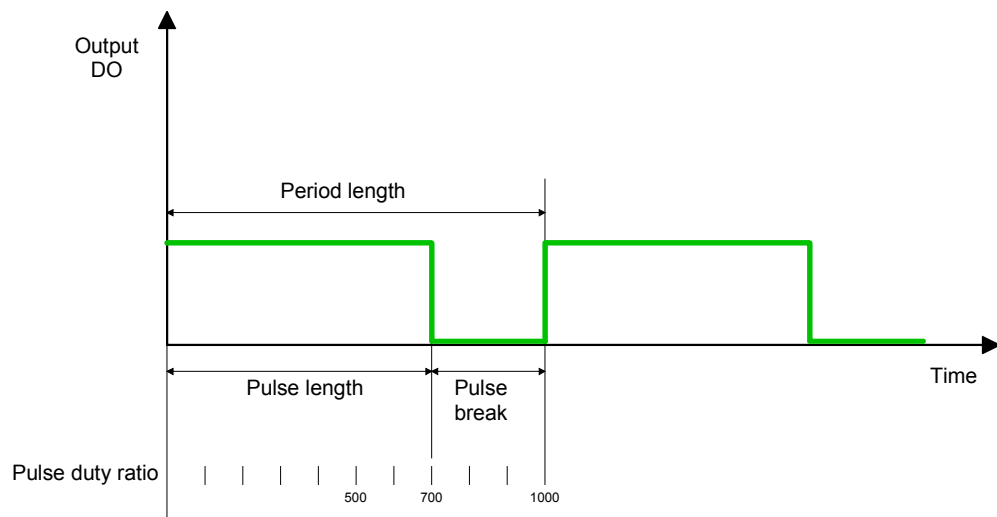 Output
DO
Period length
Time
Pulse length
Pulse
break
Pulse duty ratio
500
700
1000